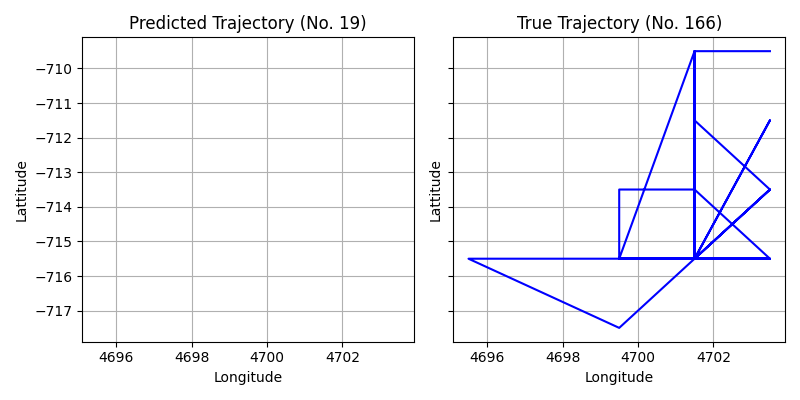 Predicted Trajectory (No. 19)
True Trajectory (No. 166)
Lattitude
−710
−711
−712
−713
−714
−715
−716
−717
4696 4698 4700 4702
Longitude
Lattitude
4696 4698 4700 4702
Longitude